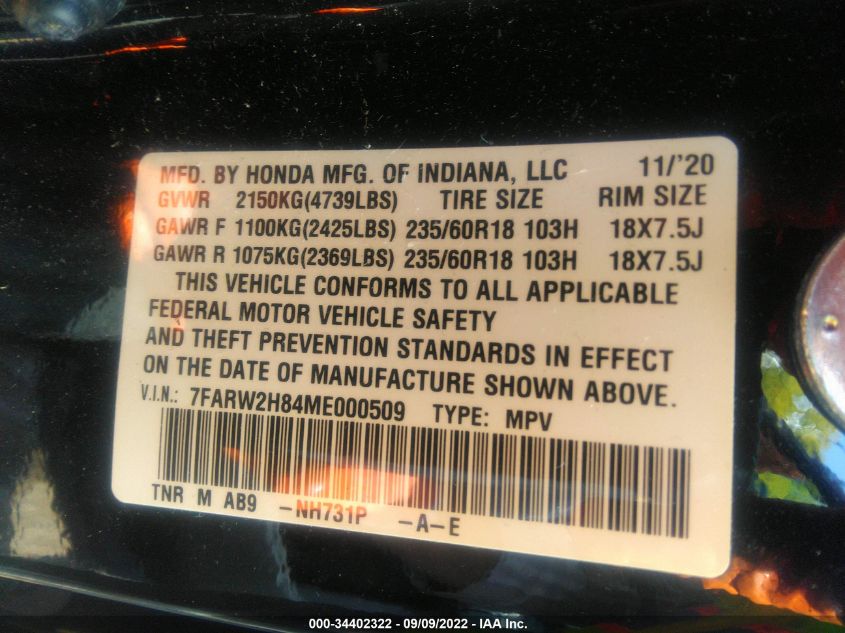 MFD. BY HONDA MFG. OF INDIANA, LLC 11/'20
GVWR 2150KG(4739LBS) TIRE SIZE RIM SIZE
GAWR F 1100KG(2425LBS) 235/60R18 103H 18X7.5J
GAWR R 1075KG(2369LBS) 235/60R18 103H 18X7.5J
THIS VEHICLE CONFORMS TO ALL APPLICABLE
FEDERAL MOTOR VEHICLE SAFETY
AND THEFT PREVENTION STANDARDS IN EFFECT
ON THE DATE OF MANUFACTURE SHOWN ABOVE.
V.I.N.: 7FARW2H84ME000509 TYPE: MPV
TNR M AB9 -NH731P -A-E
000-34402322 - 09/09/2022 - IAA Inc.